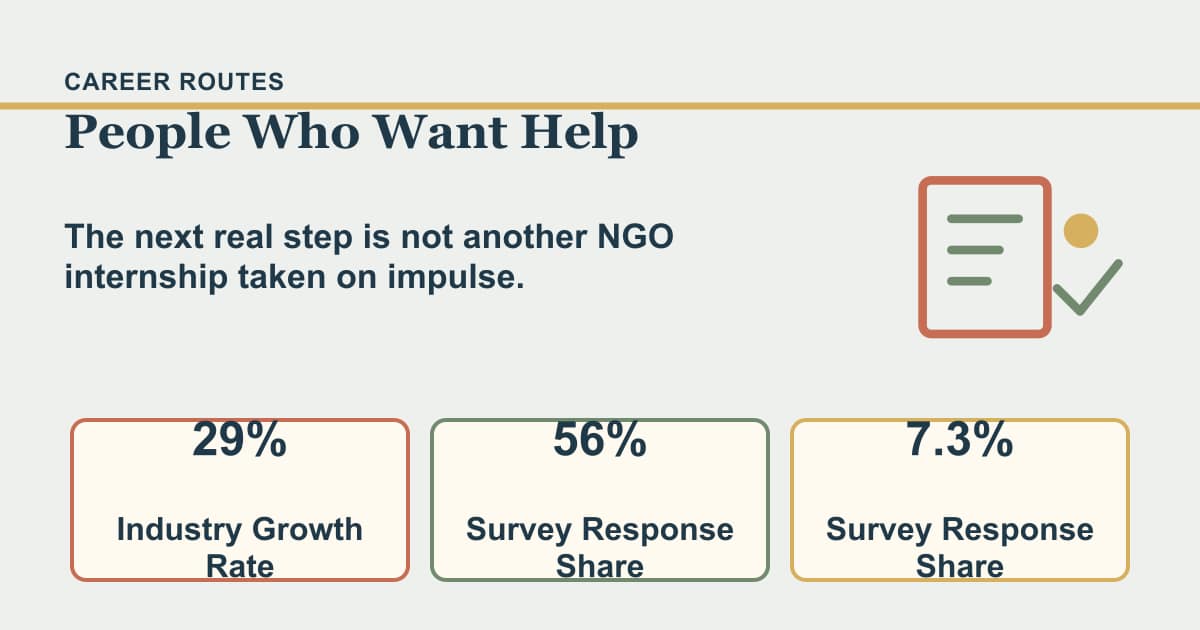 CAREER ROUTES
People Who Want Help
The next real step is not another NGO
internship taken on impulse.
29%
Industry Growth
Rate
56%
Survey Response
Share
7.3%
Survey Response
Share